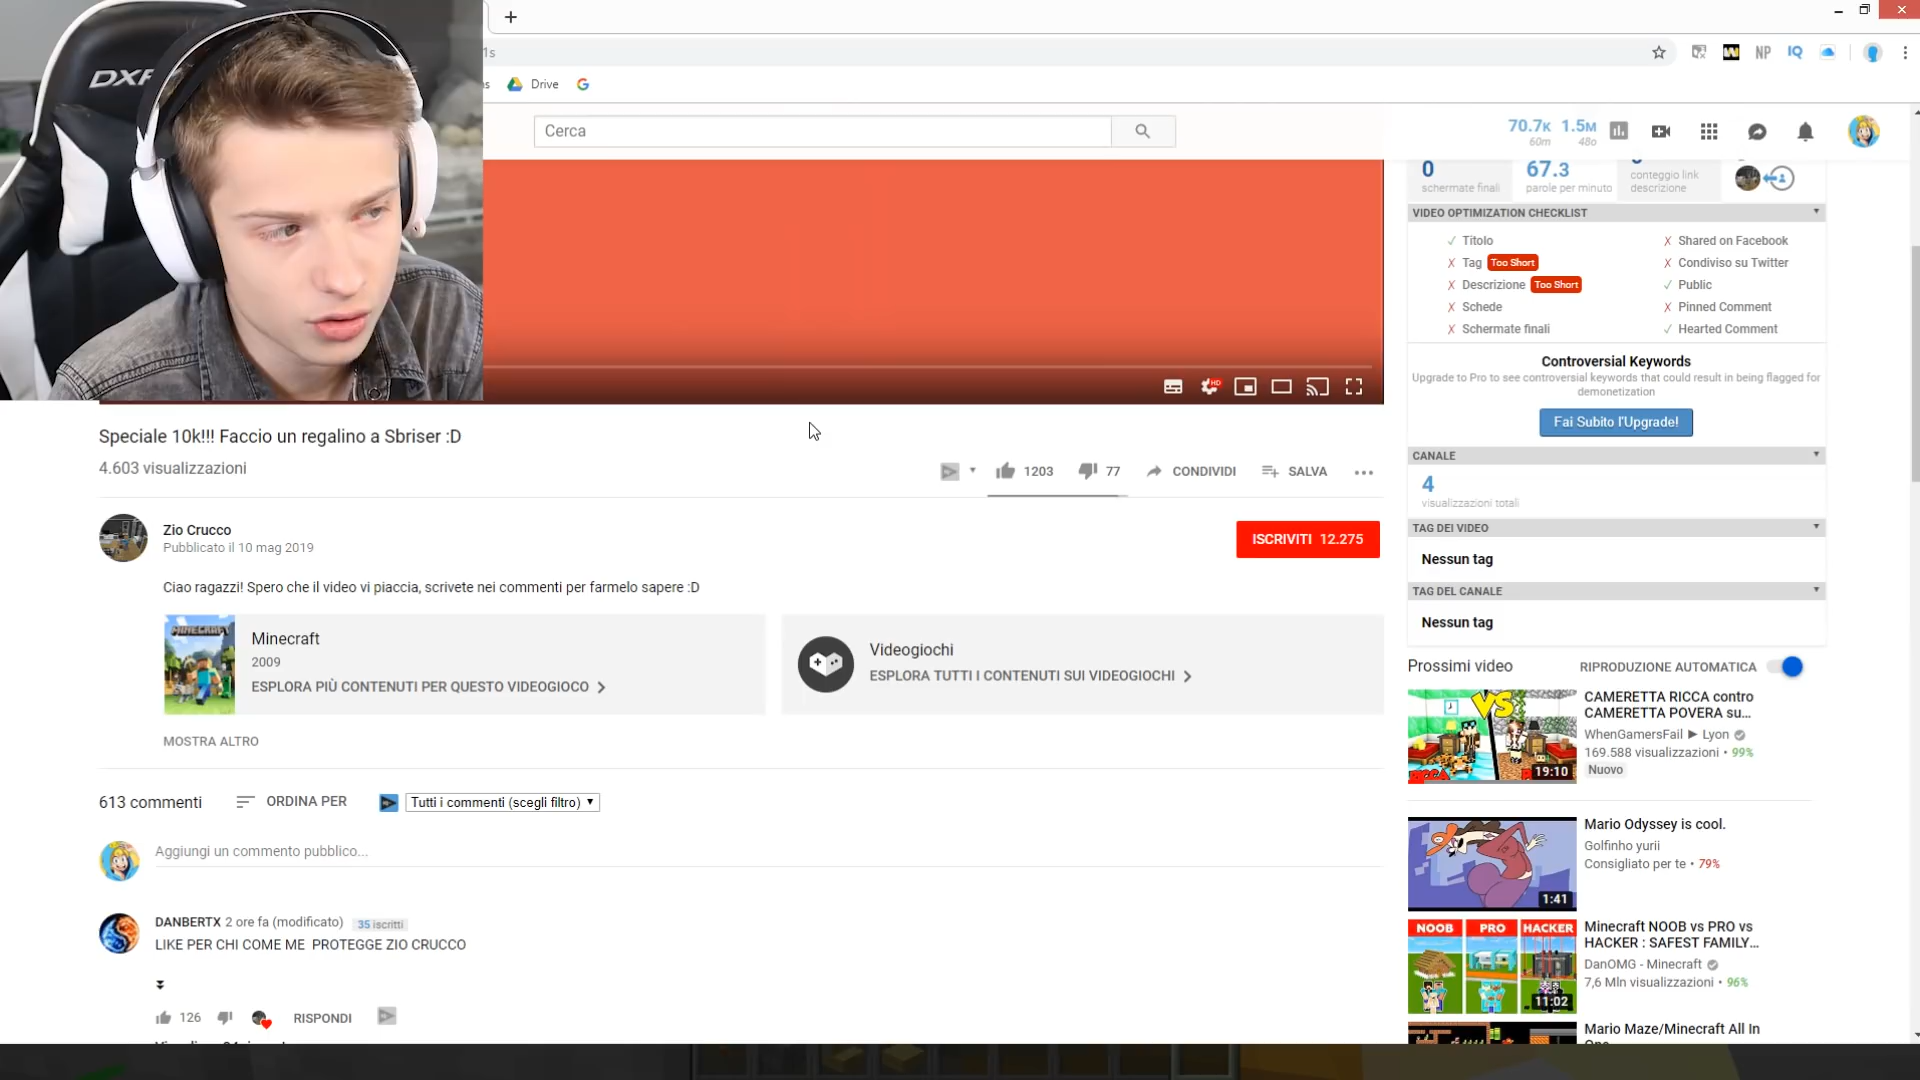 DXR
+
1s
NP
IQ
Drive
Cerca
70.7K 1.5M
60m 48o
0
schermate finali
67.3
parole per minuto
conteggio link
descrizione
VIDEO OPTIMIZATION CHECKLIST
✓ Titolo
✗ Shared on Facebook
✗ Tag Too Short
✗ Condiviso su Twitter
✗ Descrizione Too Short
✓ Public
✗ Schede
✗ Pinned Comment
✗ Schermate finali
✓ Hearted Comment
Controversial Keywords
Upgrade to Pro to see controversial keywords that could result in being flagged for
demonetization
Fai Subito l'Upgrade!
CANALE
4
visualizzazioni totali
TAG DEI VIDEO
Nessun tag
TAG DEL CANALE
Nessun tag
HD
Speciale 10k!!! Faccio un regalino a Sbriser :D
4.603 visualizzazioni
1203 77 CONDIVIDI SALVA
Zio Crucco
Pubblicato il 10 mag 2019
ISCRIVITI 12.275
Ciao ragazzi! Spero che il video vi piaccia, scrivete nei commenti per farmelo sapere :D
MINECRAFT
Minecraft
2009
ESPLORA PIÙ CONTENUTI PER QUESTO VIDEOGIOCO
Videogiochi
ESPLORA TUTTI I CONTENUTI SUI VIDEOGIOCHI
MOSTRA ALTRO
613 commenti ORDINA PER Tutti i commenti (scegli filtro)
Aggiungi un commento pubblico...
DANBERTX 2 ore fa (modificato) 35 iscritti
LIKE PER CHI COME ME PROTEGGE ZIO CRUCCO
126 RISPONDI
Prossimi video RIPRODUZIONE AUTOMATICA
VS
RICCA
19:10
CAMERETTA RICCA contro
CAMERETTA POVERA su...
WhenGamersFail ► Lyon
169.588 visualizzazioni • 99%
Nuovo
1:41
Mario Odyssey is cool.
Golfinho yurii
Consigliato per te • 79%
NOOB PRO HACKER
11:02
Minecraft NOOB vs PRO vs
HACKER : SAFEST FAMILY...
DanOMG - Minecraft
7,6 Mln visualizzazioni • 96%
Mario Maze/Minecraft All In